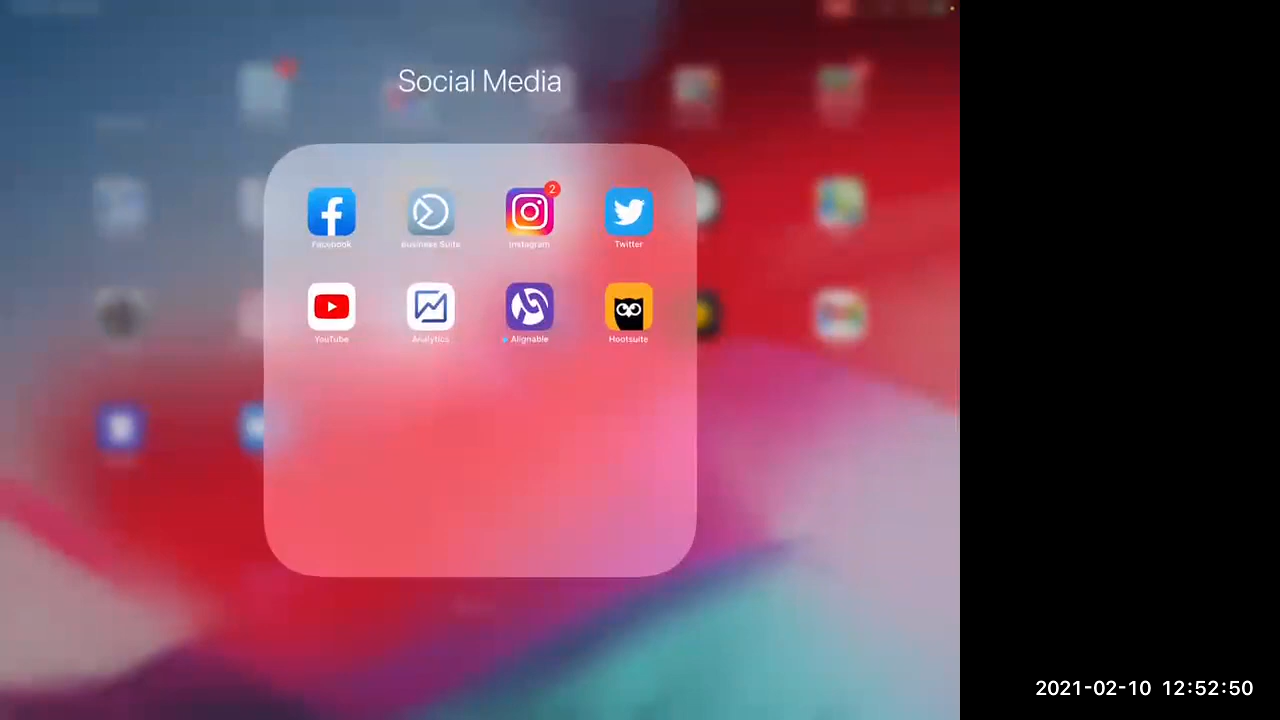 Social Media
2
Facebook
Business Suite
Instagram
Twitter
YouTube
Analytics
Alignable
Hootsuite
2021-02-10 12:52:50